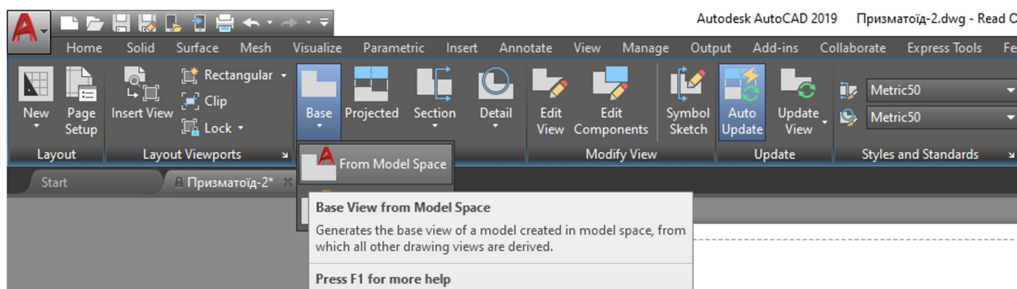 Autodesk AutoCAD 2019 Призматоїд-2.dwg - Read O
Home Solid Surface Mesh Visualize Parametric Insert Annotate View Manage Output Add-ins Collaborate Express Tools Fe
New
Page
Setup
Layout
Insert View
Rectangular
Clip
Lock
Layout Viewports
Base
Projected
Section
Detail
Edit
View
Edit
Components
Symbol
Sketch
Modify View
Auto
Update
Update
View
Update
Metric50
Metric50
Styles and Standards
From Model Space
Start
Призматоїд-2*
Base View from Model Space
Generates the base view of a model created in model space, from
which all other drawing views are derived.
Press F1 for more help